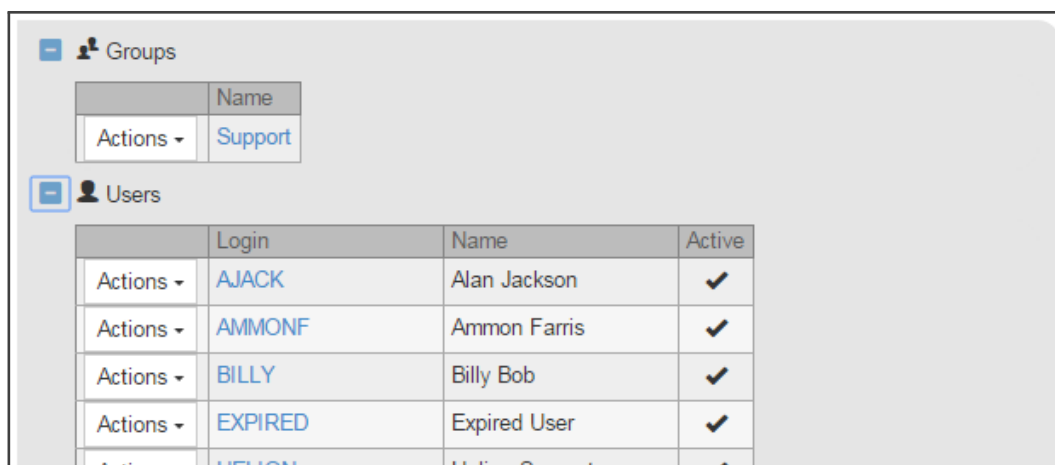 Groups
Name
Actions Support
Users
Login Name Active
Actions AJACK Alan Jackson
Actions AMMONF Ammon Farris
Actions BILLY Billy Bob
Actions EXPIRED Expired User